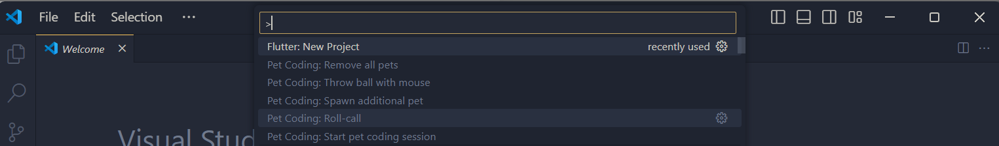 File Edit Selection ···
>
Welcome
Flutter: New Project recently used
Pet Coding: Remove all pets
Pet Coding: Throw ball with mouse
Pet Coding: Spawn additional pet
Pet Coding: Roll-call
Pet Coding: Start pet coding session
Visual Stud